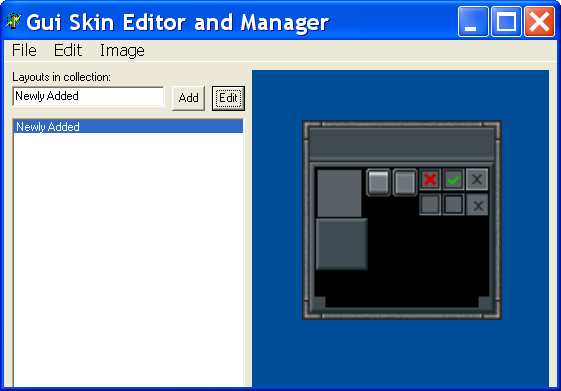 Gui Skin Editor and Manager
File Edit Image
Layouts in collection:
Newly Added Add Edit
Newly Added